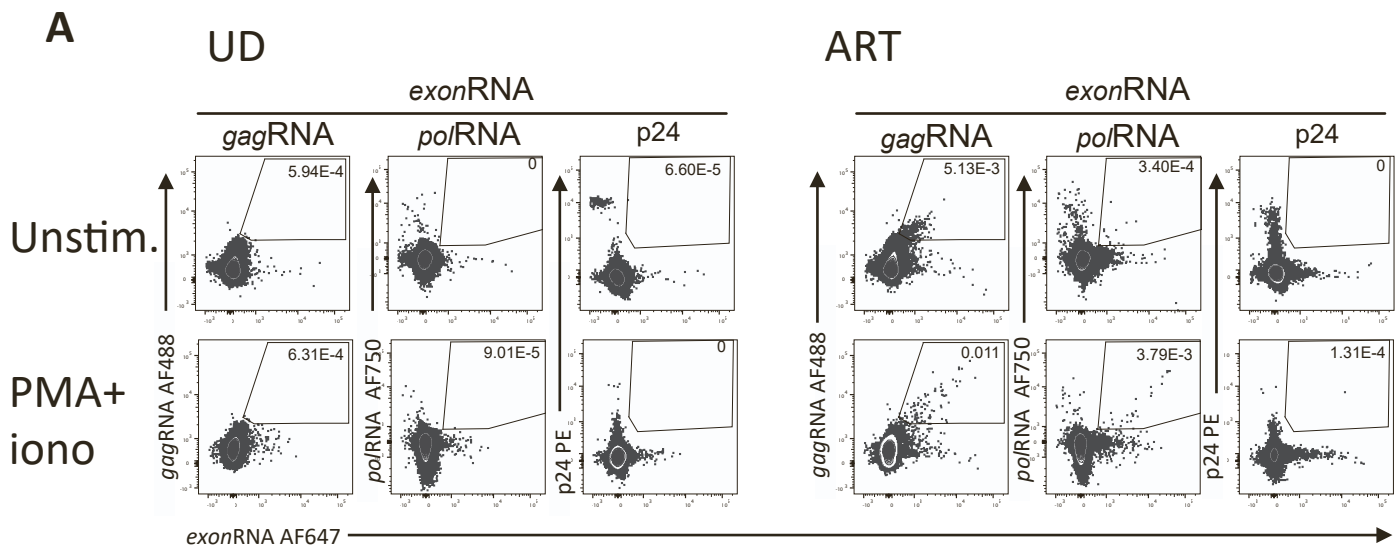 A
UD
ART
exonRNA
exonRNA
gagRNA
polRNA
p24
gagRNA
polRNA
p24
Unstim.
5.94E-4
0
6.60E-5
5.13E-3
3.40E-4
0
PMA+
iono
6.31E-4
9.01E-5
0
0.011
3.79E-3
1.31E-4
gagRNA AF488
polRNA AF750
p24 PE
gagRNA AF488
polRNA AF750
p24 PE
exonRNA AF647